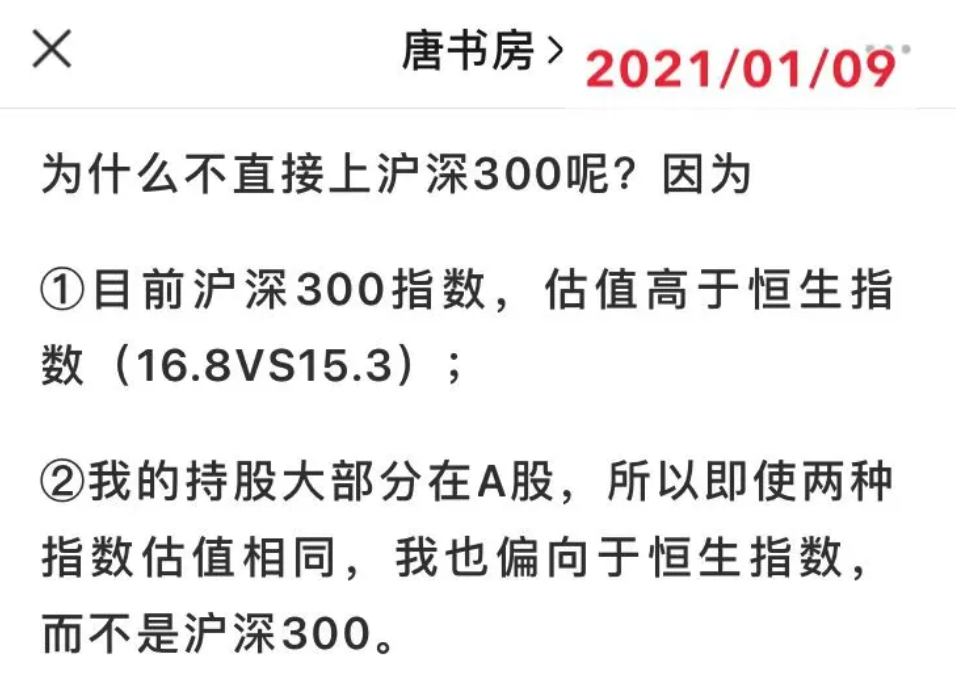 唐书房
2021/01/09
为什么不直接上沪深300呢？因为
①目前沪深300指数，估值高于恒生指
数（16.8VS15.3）；
②我的持股大部分在A股，所以即使两种
指数估值相同，我也偏向于恒生指数，
而不是沪深300。